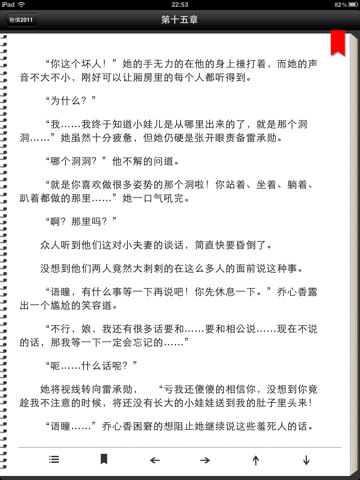 iPad
22:53
89%
艳情2011
第十五章
“你这个坏人！”她的手无力的在他的身上捶打着，而她的声
音不大不小，刚好可以让厢房里的每个人都听得到。
“为什么？”
“我……我终于知道小娃儿是从哪里出来的了，就是那个洞
洞……”她虽然十分疲惫，但她仍硬是张开眼责备雷承勋。
“哪个洞洞？”他不解的问道。
“就是你喜欢做很多姿势的那个洞啦！你站着、坐着、躺着、
趴着都做的那里……”她一口气吼完。
“啊？那里吗？”
众人听到他们这对小夫妻的谈话，简直快要昏倒了。
没想到他们两人竟然大刺刺的在这么多人的面前说这种事。
“语瞳，有什么事等一下再说吧！你先休息一下。”乔心香露
出一个尴尬的笑容道。
“不行，娘，我还有很多话要和……要和相公说……现在不说
的话，那我等一下一定会忘记的……”
“呃……什么话呢？”
她将视线转向雷承勋，　“亏我还傻傻的相信你，没想到你竟
趁我不注意的时候，将还没有长大的小娃娃送到我的肚子里头来！
“语瞳……”乔心香困窘的想阻止她继续说这些羞死人的话。